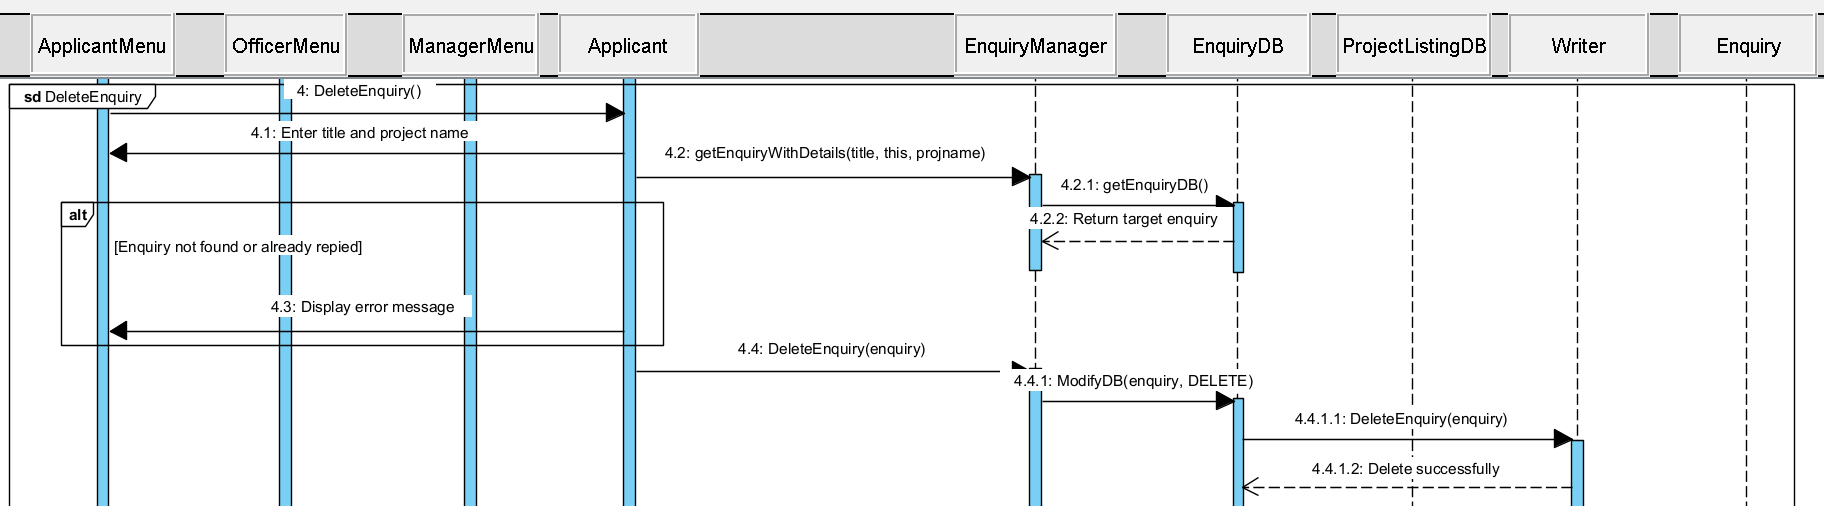 ApplicantMenu
OfficerMenu
ManagerMenu
Applicant
EnquiryManager
EnquiryDB
ProjectListingDB
Writer
Enquiry
sd DeleteEnquiry
4: DeleteEnquiry()
4.1: Enter title and project name
4.2: getEnquiryWithDetails(title, this, projname)
4.2.1: getEnquiryDB()
4.2.2: Return target enquiry
alt
[Enquiry not found or already repied]
4.3: Display error message
4.4: DeleteEnquiry(enquiry)
4.4.1: ModifyDB(enquiry, DELETE)
4.4.1.1: DeleteEnquiry(enquiry)
4.4.1.2: Delete successfully